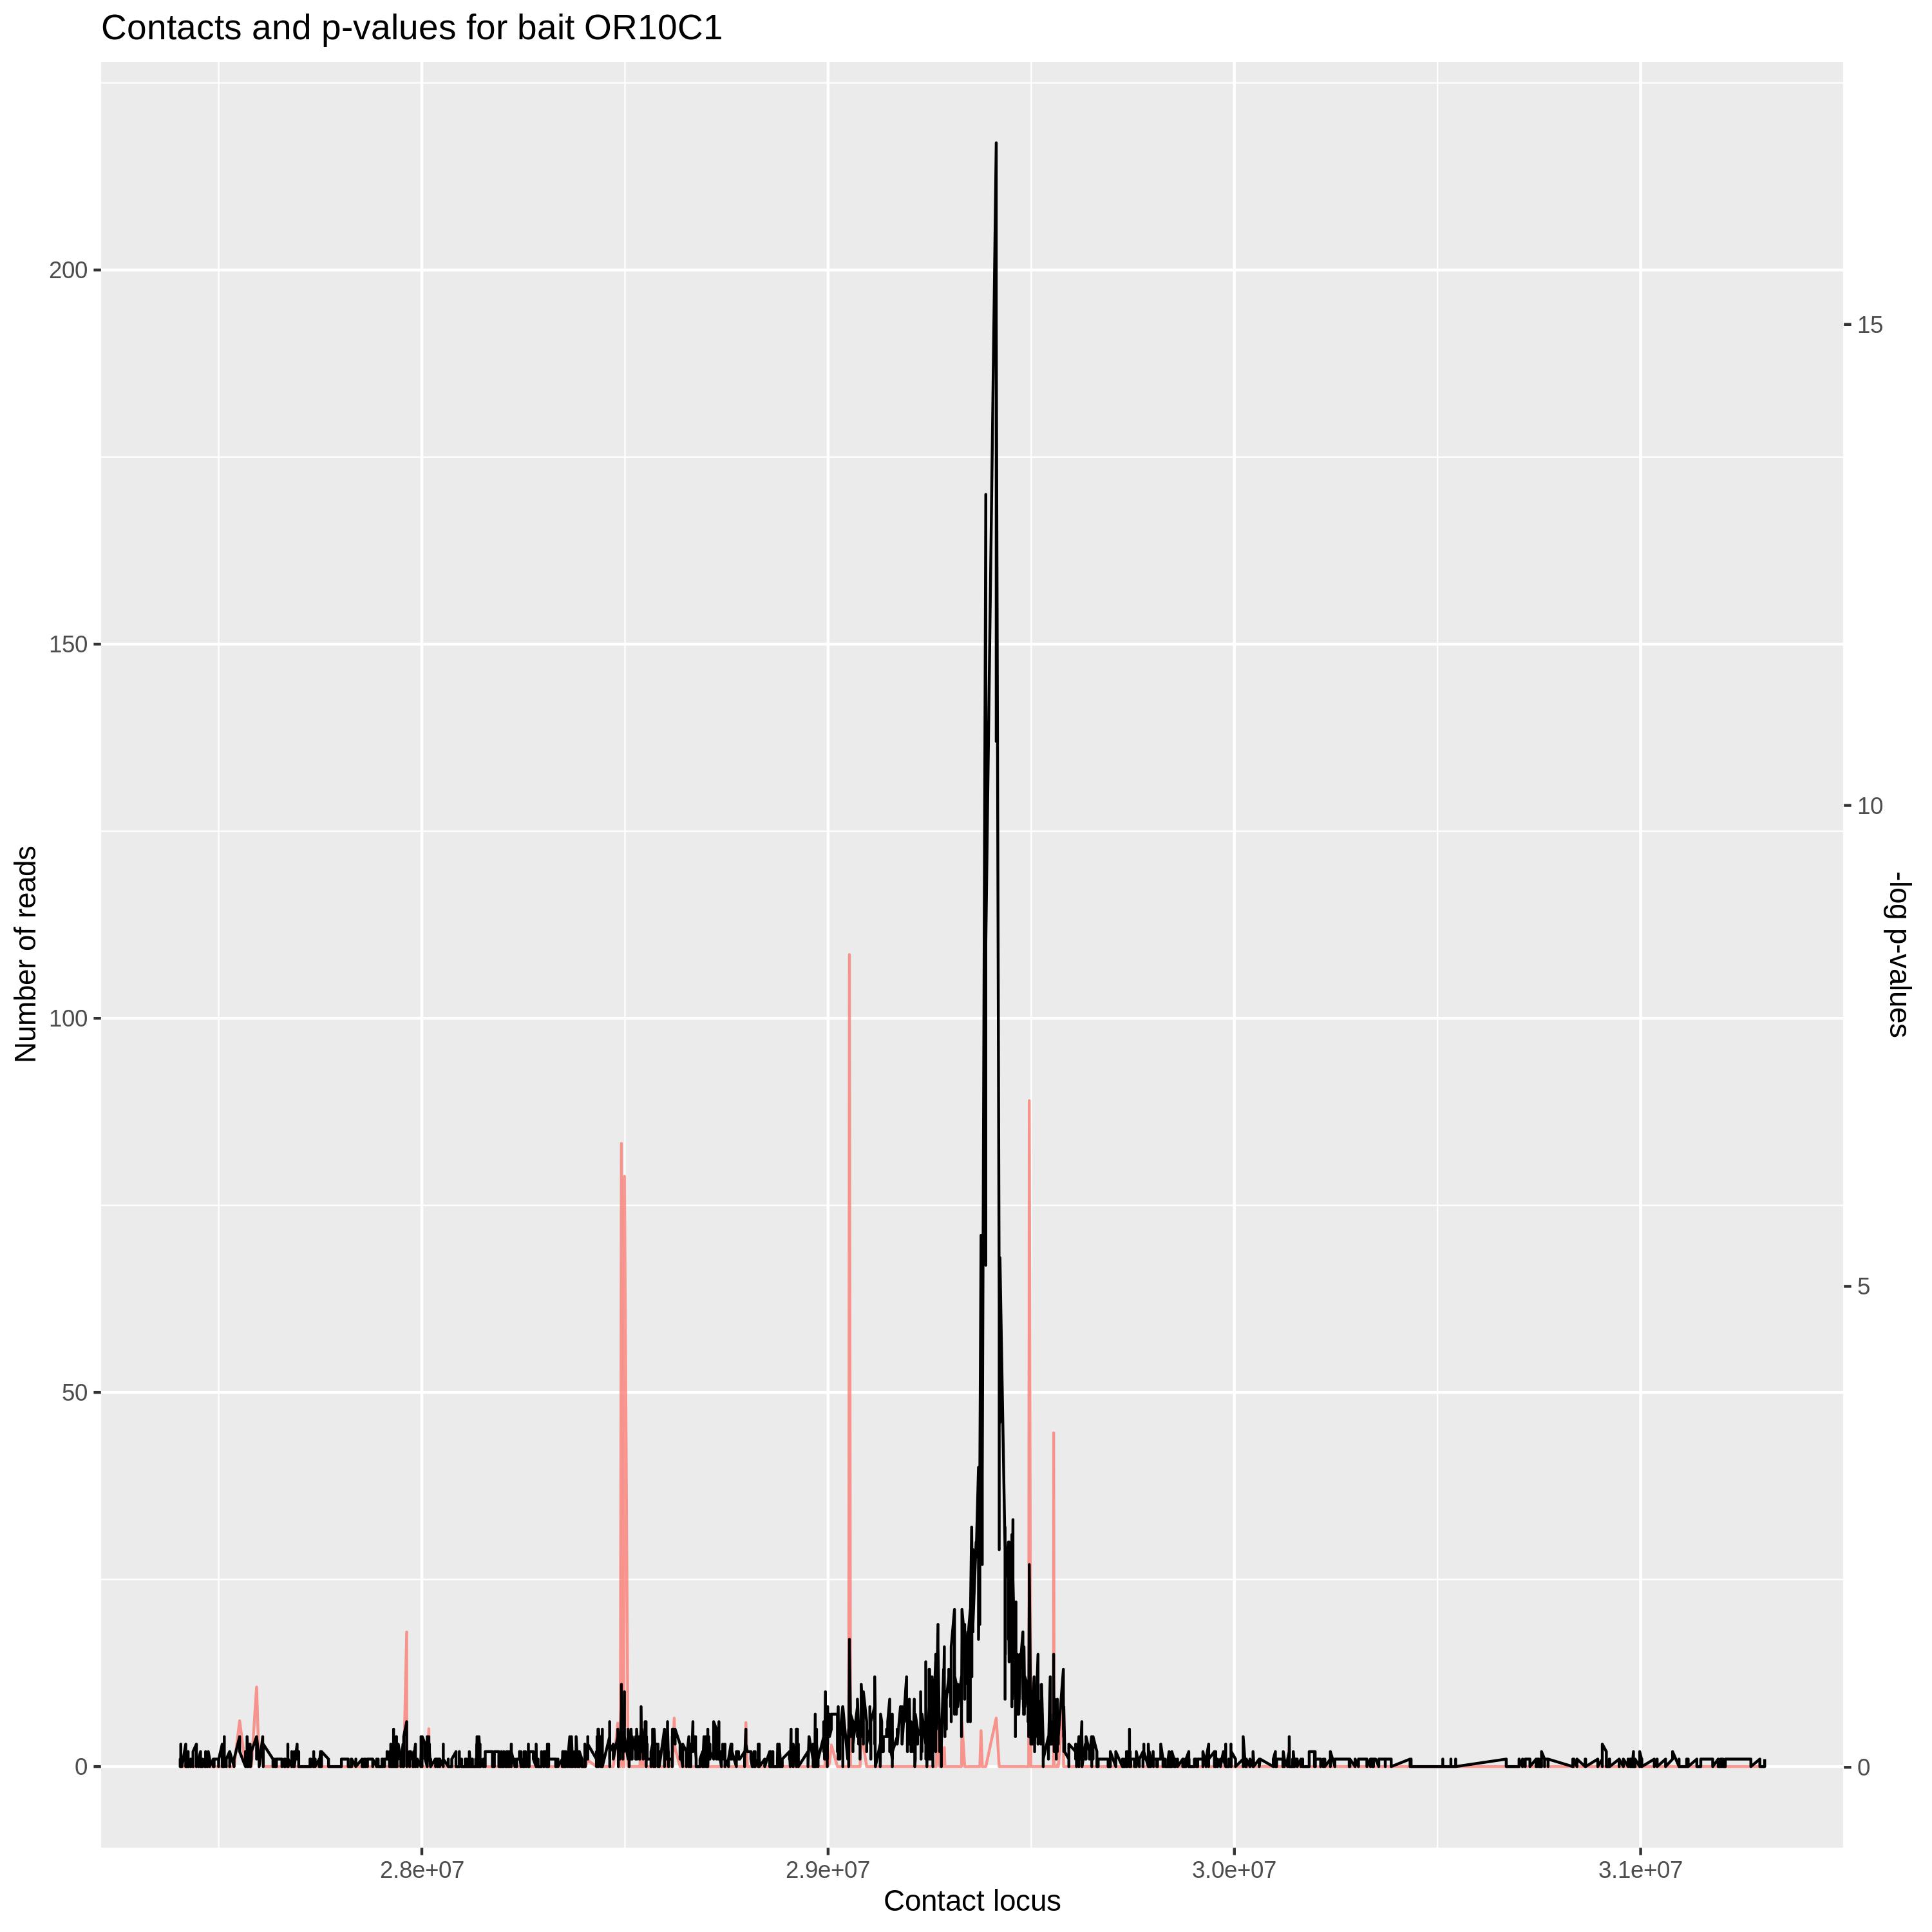 Contacts and p-values for bait OR10C1
200
150
100
50
0
Number of reads
15
10
5
0
-log p-values
2.8e+07
2.9e+07
3.0e+07
3.1e+07
Contact locus